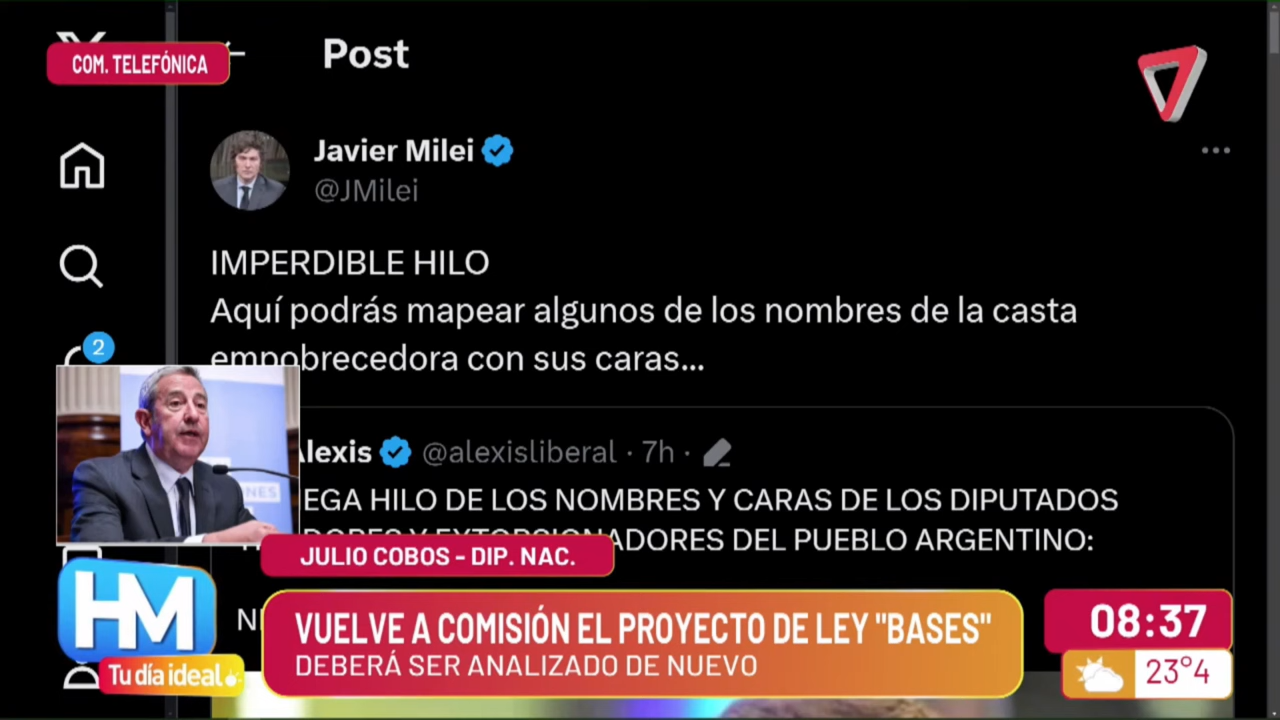 COM. TELEFÓNICA
Post
Javier Milei
@JMilei
IMPERDIBLE HILO
Aquí podrás mapear algunos de los nombres de la casta
empobrecedora con sus caras...
2
Alexis @alexisliberal · 7h ·
HILO DE LOS NOMBRES Y CARAS DE LOS DIPUTADOS
DEL PUEBLO ARGENTINO:
JULIO COBOS - DIP. NAC.
HM
Tu día ideal
VUELVE A COMISIÓN EL PROYECTO DE LEY "BASES"
DEBERÁ SER ANALIZADO DE NUEVO
08:37
23°4